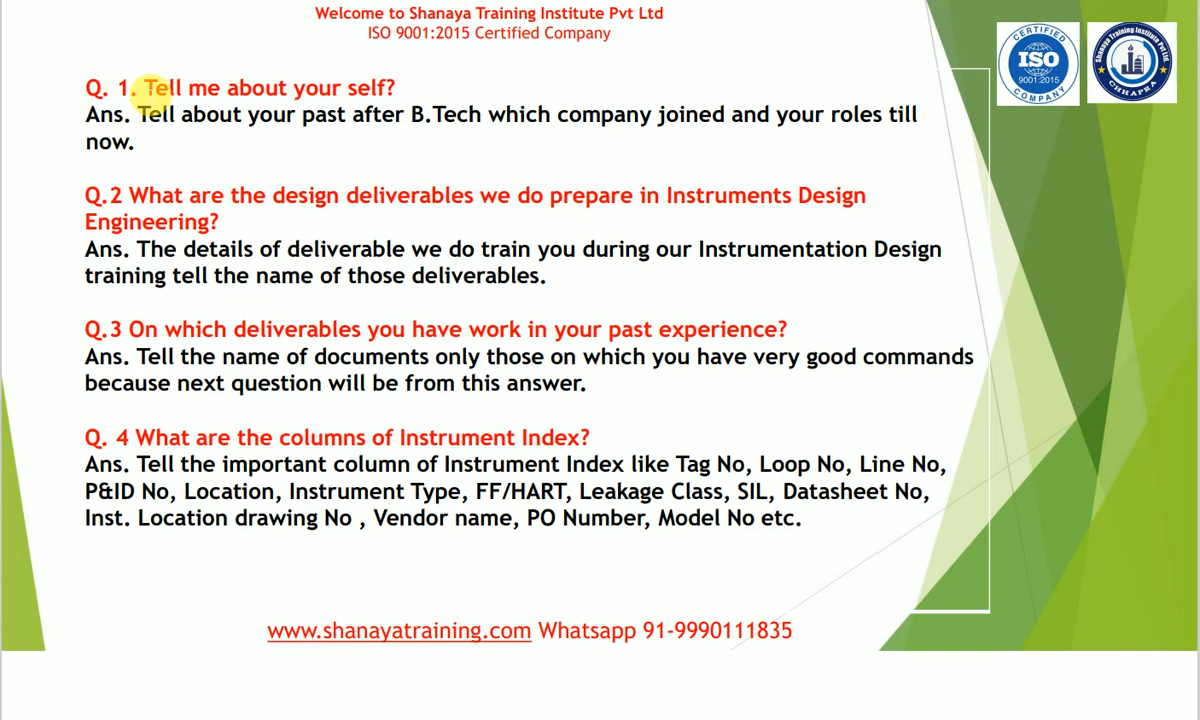 Welcome to Shanaya Training Institute Pvt Ltd
ISO 9001:2015 Certified Company
CERTIFIED
ISO
9001:2015
COMPANY
Shanaya Training Institute Pvt Ltd.
CHHAPRA
Q. 1. Tell me about your self?
Ans. Tell about your past after B.Tech which company joined and your roles till
now.
Q.2 What are the design deliverables we do prepare in Instruments Design
Engineering?
Ans. The details of deliverable we do train you during our Instrumentation Design
training tell the name of those deliverables.
Q.3 On which deliverables you have work in your past experience?
Ans. Tell the name of documents only those on which you have very good commands
because next question will be from this answer.
Q. 4 What are the columns of Instrument Index?
Ans. Tell the important column of Instrument Index like Tag No, Loop No, Line No,
P&ID No, Location, Instrument Type, FF/HART, Leakage Class, SIL, Datasheet No,
Inst. Location drawing No , Vendor name, PO Number, Model No etc.
www.shanayatraining.com Whatsapp 91-9990111835